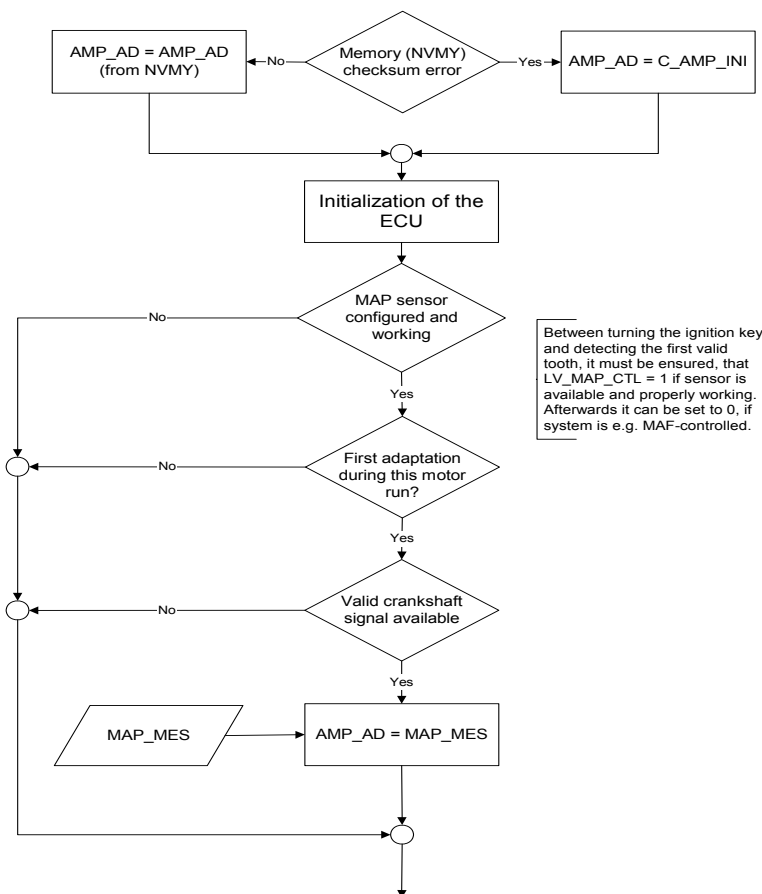 AMP_AD = AMP_AD
(from NVMY)
No
Memory (NVMY)
checksum error
Yes
AMP_AD = C_AMP_INI
Initialization of the
ECU
MAP sensor
configured and
working
No
Yes
Between turning the ignition key
and detecting the first valid
tooth, it must be ensured, that
LV_MAP_CTL = 1 if sensor is
available and properly working.
Afterwards it can be set to 0, if
system is e.g. MAF-controlled.
First adaptation
during this motor
run?
No
Yes
Valid crankshaft
signal available
No
Yes
MAP_MES
AMP_AD = MAP_MES